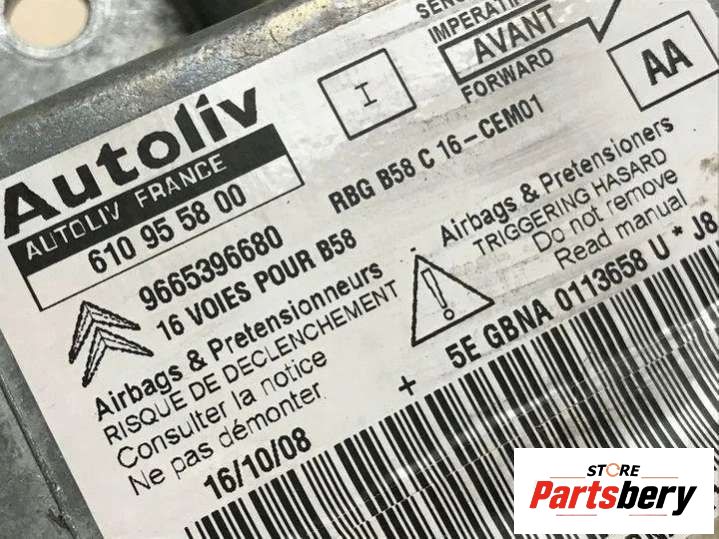 SENS
IMPERATIF
AVANT
FORWARD
I
AA
Autoliv
AUTOLIV FRANCE
610 95 58 00
RBG B58 C 16-CEM01
9665396680
16 VOIES POUR B58
Airbags & Pretensionneurs
RISQUE DE DECLENCHEMENT
Consulter la notice
Ne pas démonter
16/10/08
Airbags & Pretensioners
TRIGGERING HASARD
Do not remove
Read manual
+ 5E GBNA 0113658 U * J8
STORE
Partsbery